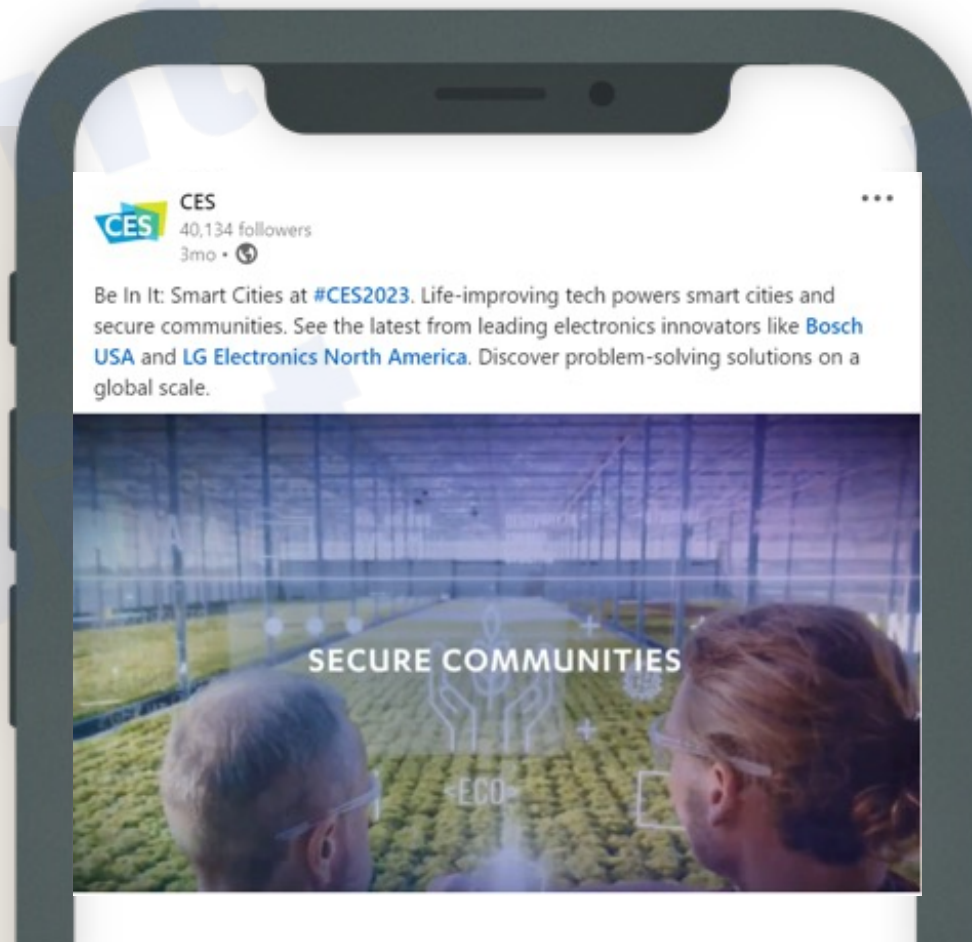 CES
CES
40,134 followers
3mo •
Be In It: Smart Cities at #CES2023. Life-improving tech powers smart cities and
secure communities. See the latest from leading electronics innovators like Bosch
USA and LG Electronics North America. Discover problem-solving solutions on a
global scale.
SECURE COMMUNITIES
ECO